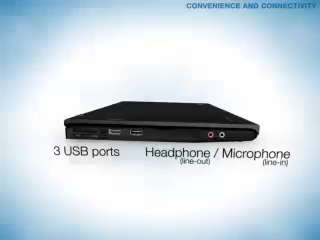 CONVENIENCE AND CONNECTIVITY
3 USB ports Headphone / Microphone
(line-out) (line-in)